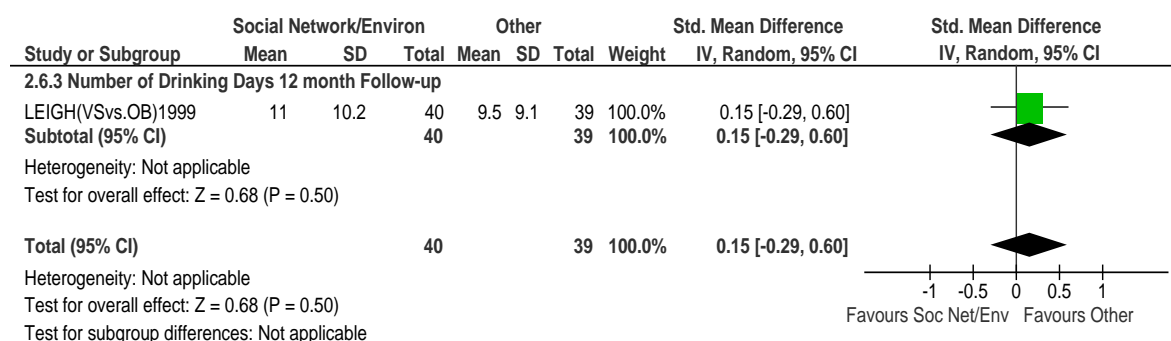 Social Network/Environ Other Std. Mean Difference Std. Mean Difference
Study or Subgroup Mean SD Total Mean SD Total Weight IV, Random, 95% CI IV, Random, 95% CI
2.6.3 Number of Drinking Days 12 month Follow-up
LEIGH(VSvs.OB)1999 11 10.2 40 9.5 9.1 39 100.0% 0.15 [-0.29, 0.60]
Subtotal (95% CI) 40 39 100.0% 0.15 [-0.29, 0.60]
Heterogeneity: Not applicable
Test for overall effect: Z = 0.68 (P = 0.50)
Total (95% CI) 40 39 100.0% 0.15 [-0.29, 0.60]
Heterogeneity: Not applicable
Test for overall effect: Z = 0.68 (P = 0.50)
Test for subgroup differences: Not applicable
-1 -0.5 0 0.5 1
Favours Soc Net/Env Favours Other